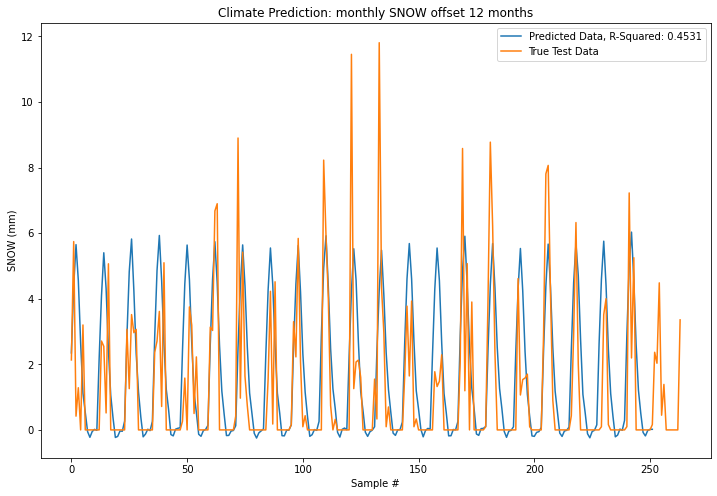 Climate Prediction: monthly SNOW offset 12 months
Predicted Data, R-Squared: 0.4531
True Test Data
12
10
8
6
4
2
0
SNOW (mm)
0 50 100 150 200 250
Sample #